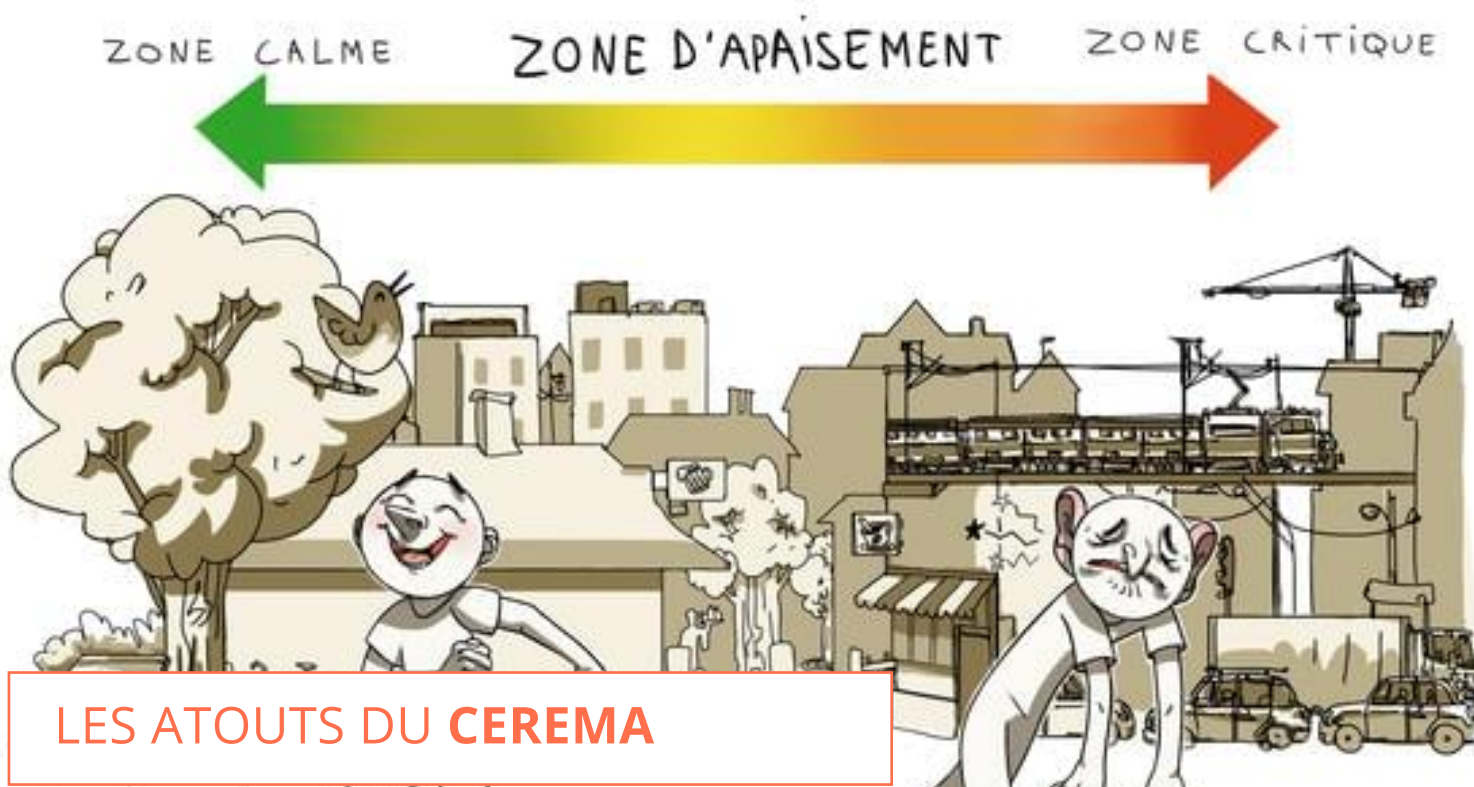 ZONE CALME
ZONE D'APAISEMENT
ZONE CRITIQUE
LES ATOUTS DU CEREMA